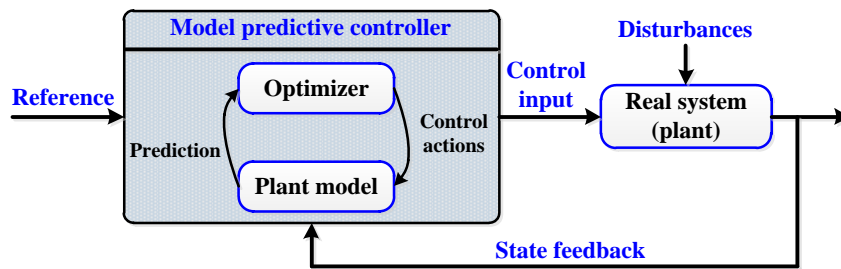 Model predictive controller
Disturbances
Reference
Optimizer
Control
input
Real system
(plant)
Prediction
Control
actions
Plant model
State feedback